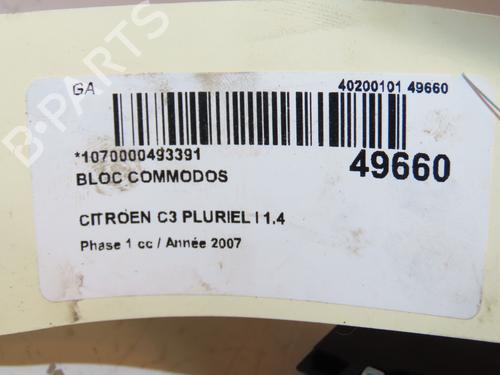 GA 40200101 49660
*1070000493391 49660
BLOC COMMODOS
CITROEN C3 PLURIEL I 1.4
Phase 1 cc / Année 2007
B-PARTS